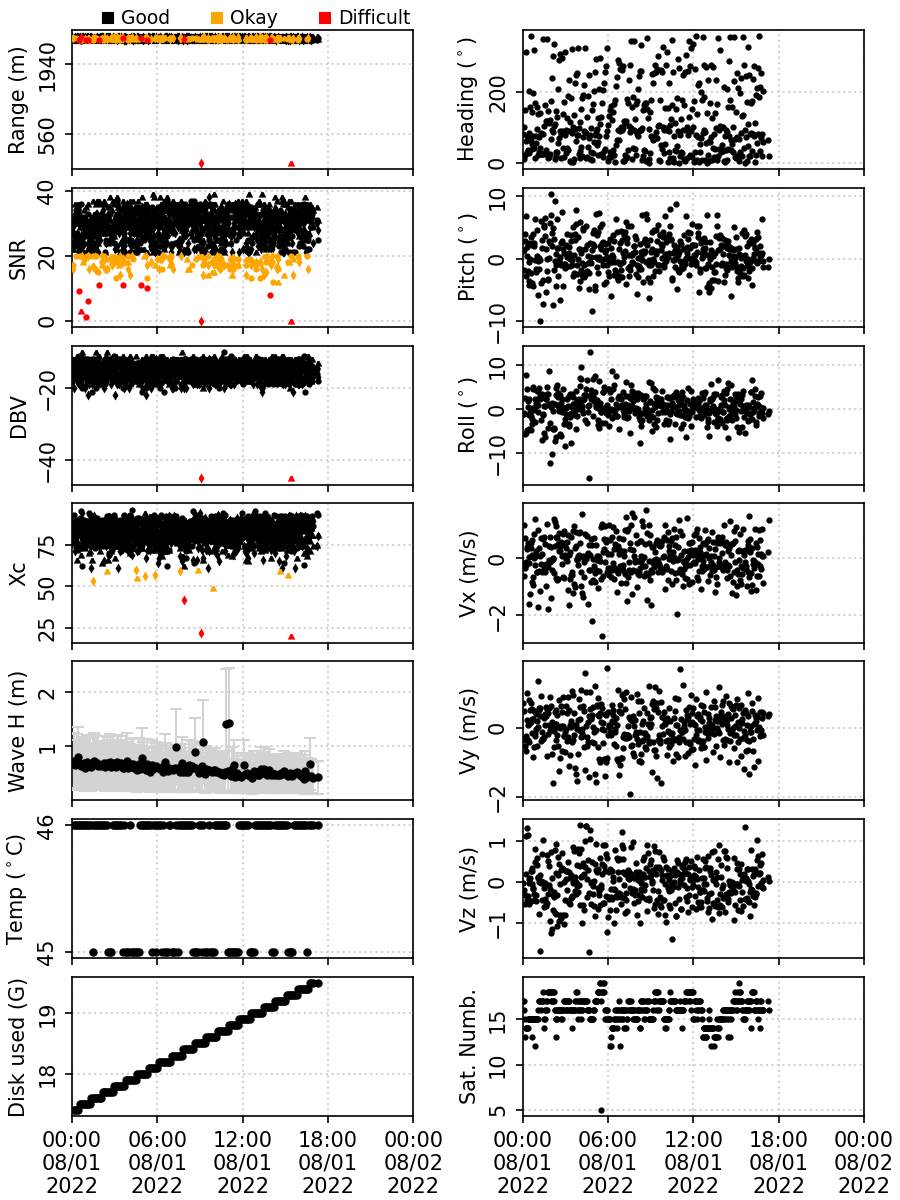 Good Okay Difficult
Range (m)
1940
560
Heading (°)
200
0
SNR
40
20
0
Pitch (°)
10
0
−10
DBV
−20
−40
Roll (°)
10
0
−10
Xc
75
50
25
Vx (m/s)
0
−2
Wave H (m)
2
1
Vy (m/s)
0
−2
Temp (°C)
46
45
Vz (m/s)
1
0
−1
Disk used (G)
19
18
Sat. Numb.
15
10
5
00:00 06:00 12:00 18:00 00:00
08/01 08/01 08/01 08/01 08/02
2022 2022 2022 2022 2022
00:00 06:00 12:00 18:00 00:00
08/01 08/01 08/01 08/01 08/02
2022 2022 2022 2022 2022